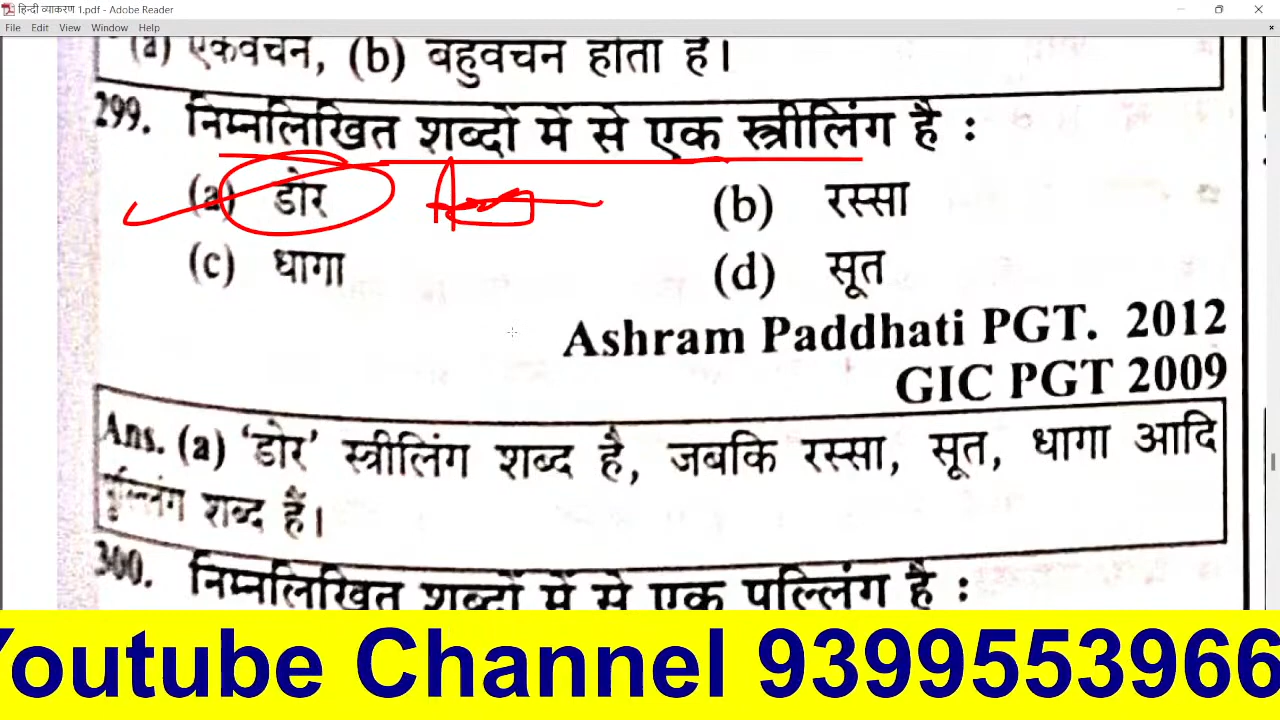 हिन्दी व्याकरण 1.pdf - Adobe Reader
File Edit View Window Help
(a) एकवचन, (b) बहुवचन होता है।
299. निम्नलिखित शब्दों में से एक स्त्रीलिंग है :
(a) डोर (b) रस्सा
(c) धागा (d) सूत
Ashram Paddhati PGT. 2012
GIC PGT 2009
Ans. (a) ‘डोर’ स्त्रीलिंग शब्द है, जबकि रस्सा, सूत, धागा आदि
पुल्लिंग शब्द हैं।
300. निम्नलिखित शब्दों में से एक पुल्लिंग है :
Youtube Channel 9399553966